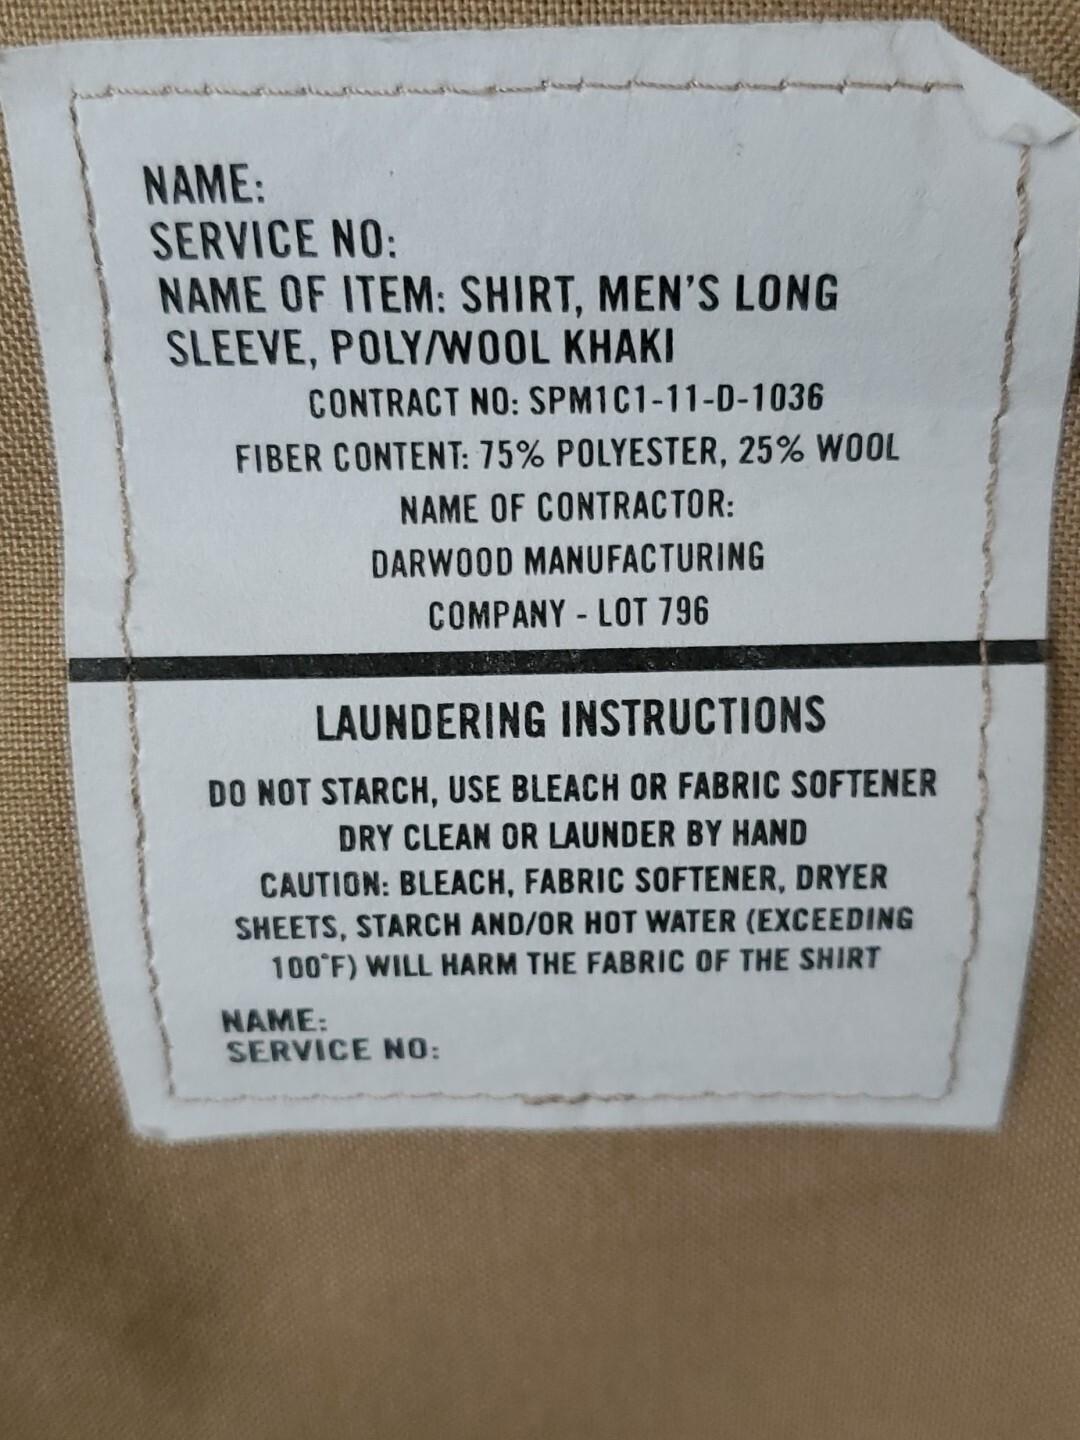 NAME:
SERVICE NO:
NAME OF ITEM: SHIRT, MEN'S LONG
SLEEVE, POLY/WOOL KHAKI
CONTRACT NO: SPM1C1-11-D-1036
FIBER CONTENT: 75% POLYESTER, 25% WOOL
NAME OF CONTRACTOR:
DARWOOD MANUFACTURING
COMPANY - LOT 796
LAUNDERING INSTRUCTIONS
DO NOT STARCH, USE BLEACH OR FABRIC SOFTENER
DRY CLEAN OR LAUNDER BY HAND
CAUTION: BLEACH, FABRIC SOFTENER, DRYER
SHEETS, STARCH AND/OR HOT WATER (EXCEEDING
100°F) WILL HARM THE FABRIC OF THE SHIRT
NAME:
SERVICE NO: